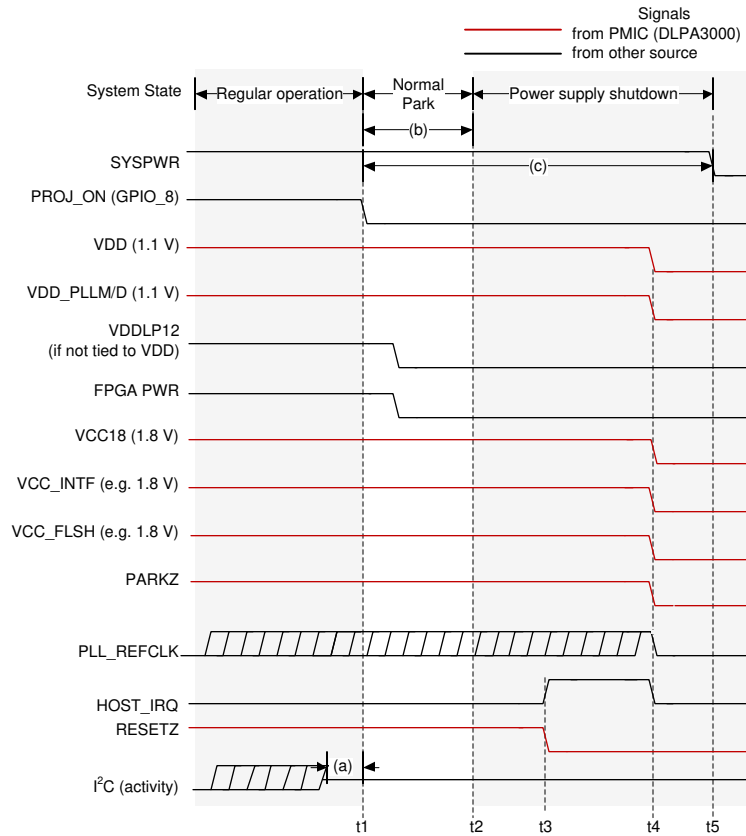 Signals
from PMIC (DLPA3000)
from other source
System State
Regular operation
Normal
Park
Power supply shutdown
(b)
SYSPWR
(c)
PROJ_ON (GPIO_8)
VDD (1.1 V)
VDD_PLLM/D (1.1 V)
VDDLP12
(if not tied to VDD)
FPGA PWR
VCC18 (1.8 V)
VCC_INTF (e.g. 1.8 V)
VCC_FLSH (e.g. 1.8 V)
PARKZ
PLL_REFCLK
HOST_IRQ
RESETZ
(a)
I²C (activity)
t1 t2 t3 t4 t5